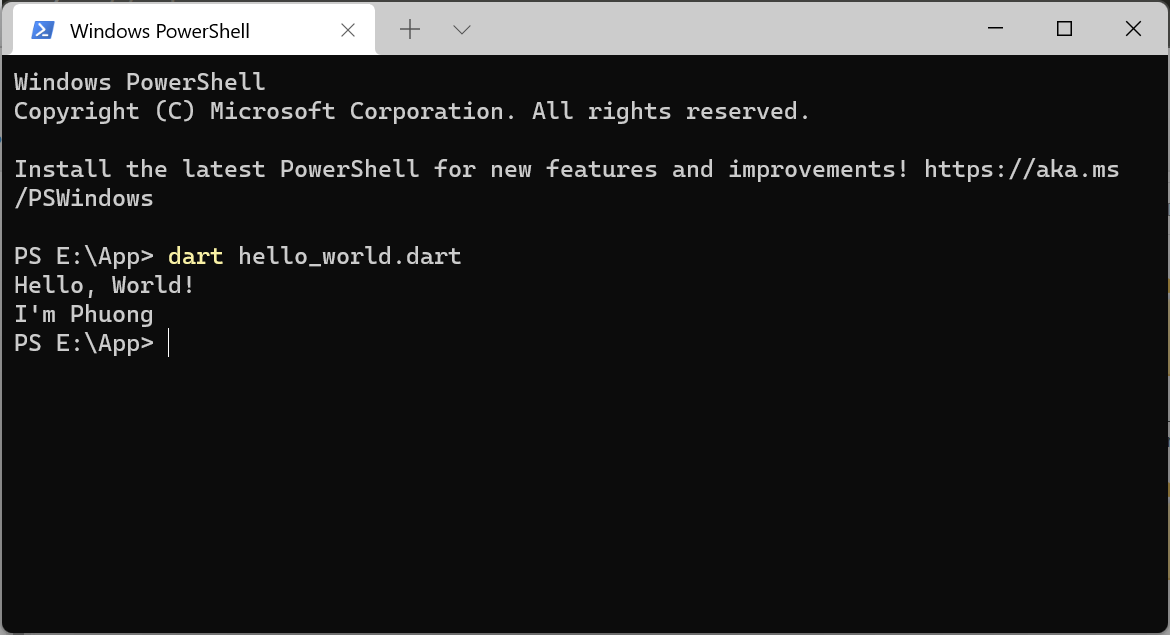 Windows PowerShell
Windows PowerShell
Copyright (C) Microsoft Corporation. All rights reserved.
Install the latest PowerShell for new features and improvements! https://aka.ms
/PSWindows
PS E:\App> dart hello_world.dart
Hello, World!
I'm Phuong
PS E:\App>